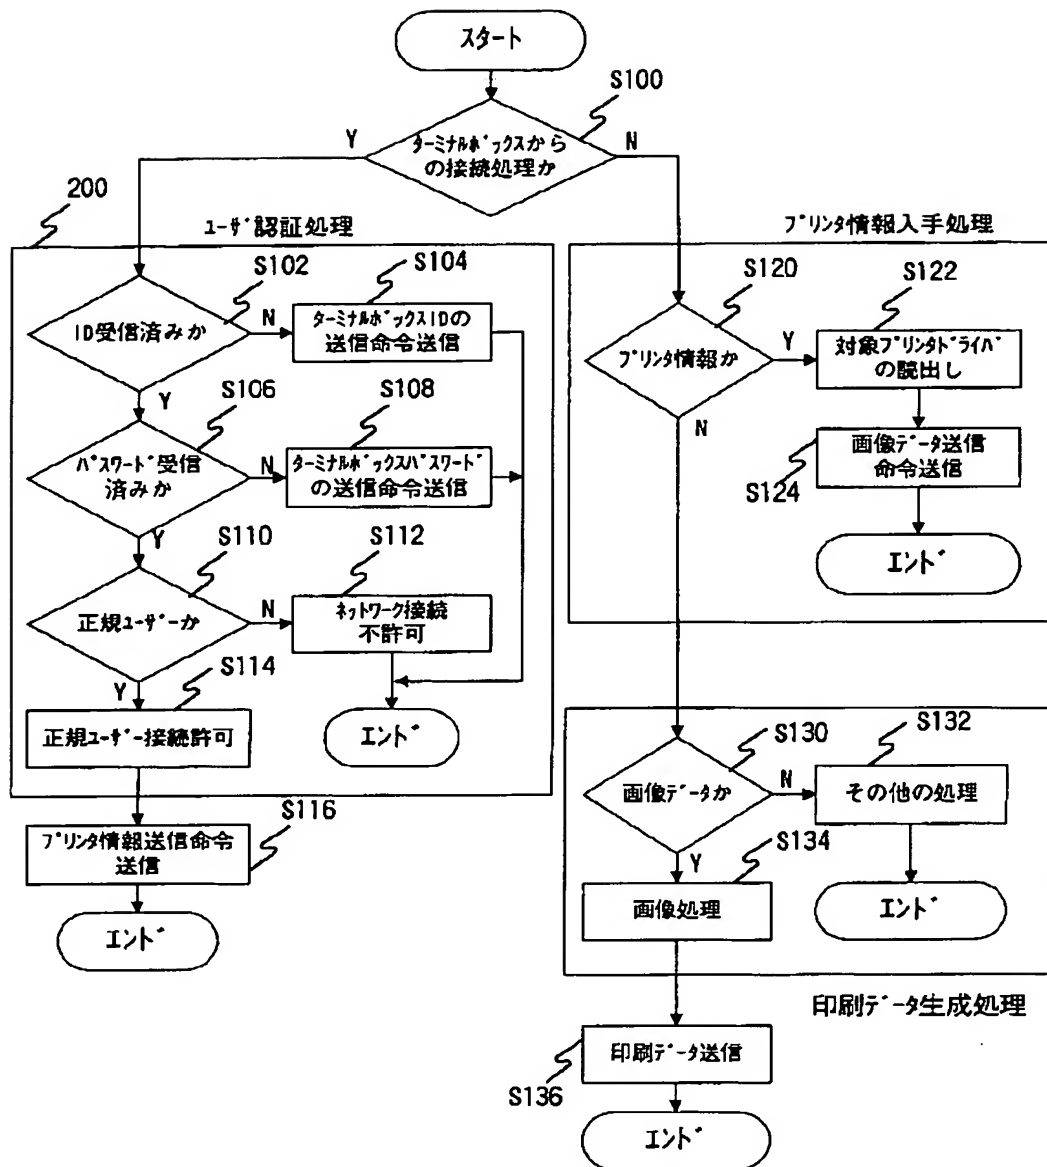 スタート
S100
ターミナルボックスから
の接続処理か
Y
N
200
ユーザ認証処理
S102
ID受信済みか
N
S104
ターミナルボックスIDの
送信命令送信
Y
S106
パスワード受信
済みか
N
S108
ターミナルボックスパスワード
の送信命令送信
Y
S110
正規ユーザーか
N
S112
ネットワーク接続
不許可
エンド
Y
S114
正規ユーザー接続許可
S116
プリンタ情報送信命令
送信
エンド
プリンタ情報入手処理
S120
プリンタ情報か
Y
S122
対象プリンタドライバ
の読出し
S124
画像データ送信
命令送信
エンド
N
S130
画像データか
N
S132
その他の処理
エンド
Y
S134
画像処理
印刷データ生成処理
S136
印刷データ送信
エンド